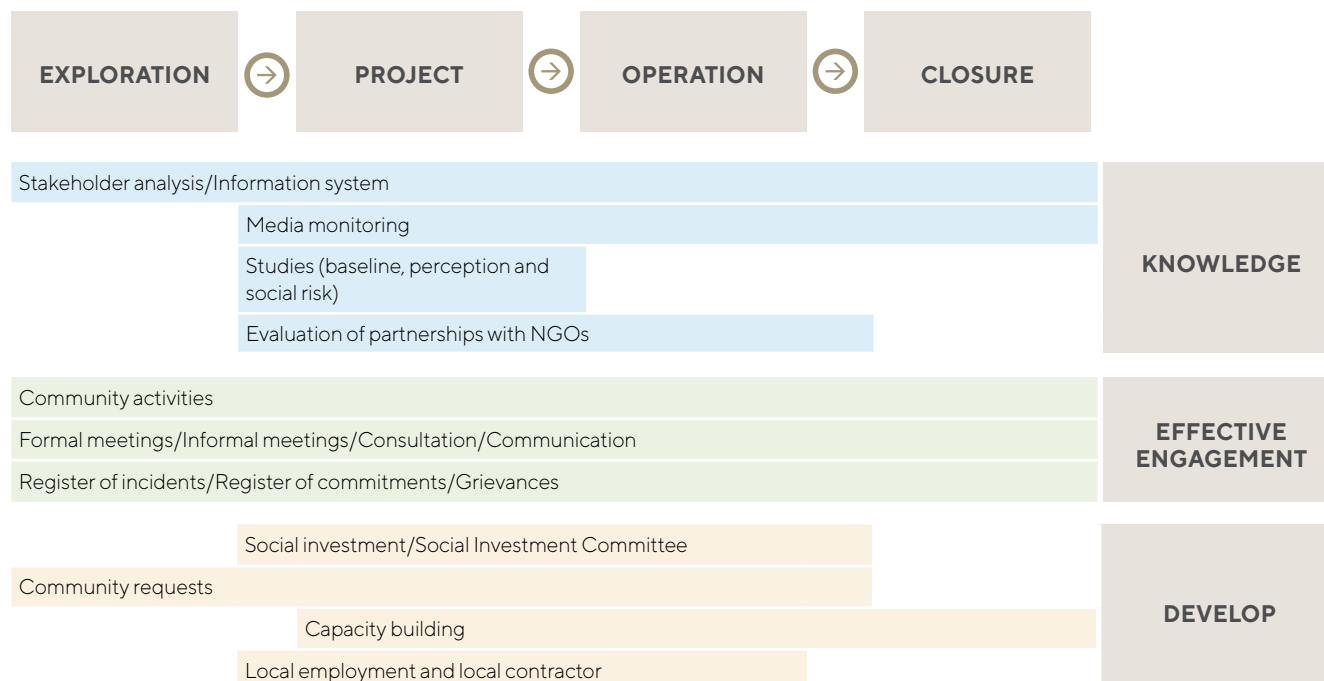 EXPLORATION
PROJECT
OPERATION
CLOSURE
Stakeholder analysis/Information system
Media monitoring
Studies (baseline, perception and
social risk)
Evaluation of partnerships with NGOs
KNOWLEDGE
Community activities
Formal meetings/Informal meetings/Consultation/Communication
Register of incidents/Register of commitments/Grievances
EFFECTIVE
ENGAGEMENT
Social investment/Social Investment Committee
Community requests
Capacity building
Local employment and local contractor
DEVELOP